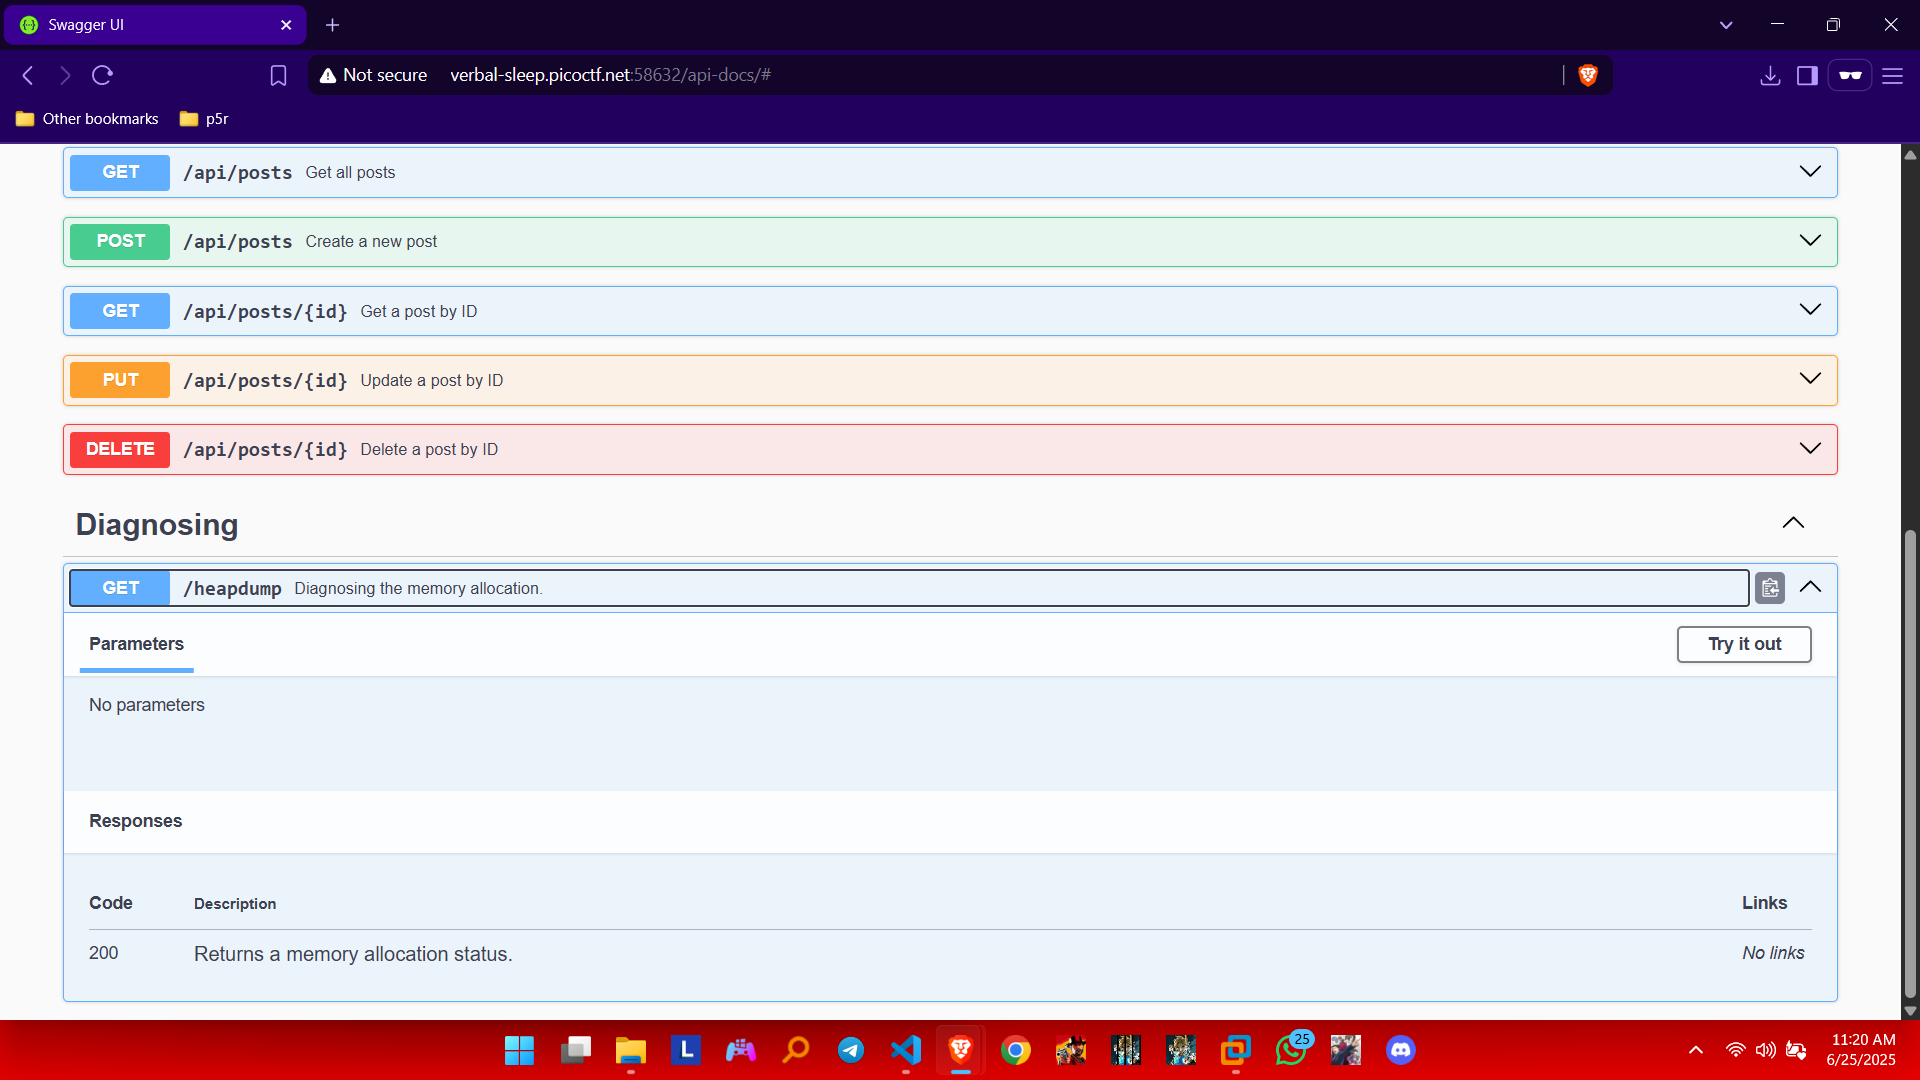 Swagger UI
Not secure verbal-sleep.picoctf.net:58632/api-docs/#
Other bookmarks p5r
GET /api/posts Get all posts
POST /api/posts Create a new post
GET /api/posts/{id} Get a post by ID
PUT /api/posts/{id} Update a post by ID
DELETE /api/posts/{id} Delete a post by ID
Diagnosing
GET /heapdump Diagnosing the memory allocation.
Parameters Try it out
No parameters
Responses
Code Description Links
200 Returns a memory allocation status. No links
L 25 11:20 AM
6/25/2025